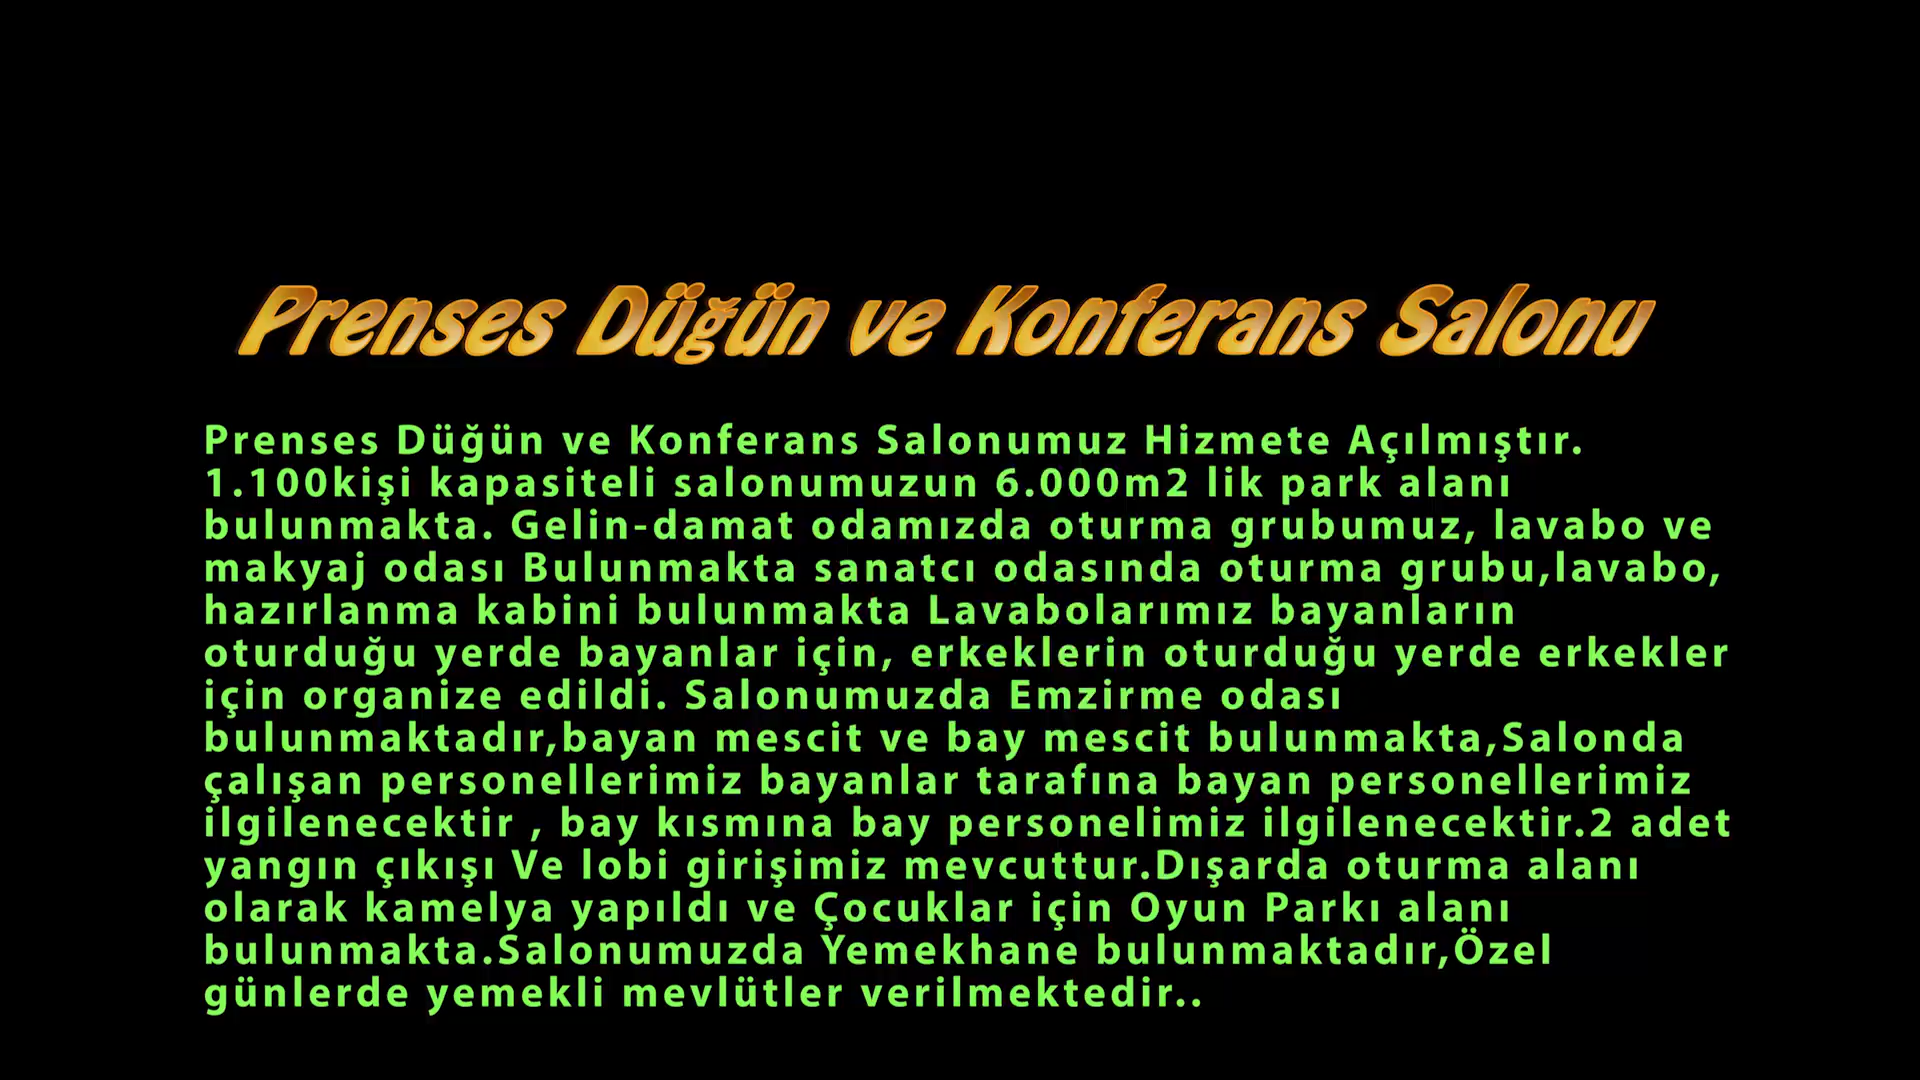 Prenses Düğün ve Konferans Salonu
Prenses Düğün ve Konferans Salonumuz Hizmete Açılmıştır.
1.100kişi kapasiteli salonumuzun 6.000m2 lik park alanı
bulunmakta. Gelin-damat odamızda oturma grubumuz, lavabo ve
makyaj odası Bulunmakta sanatcı odasında oturma grubu,lavabo,
hazırlanma kabini bulunmakta Lavabolarımız bayanların
oturduğu yerde bayanlar için, erkeklerin oturduğu yerde erkekler
için organize edildi. Salonumuzda Emzirme odası
bulunmaktadır,bayan mescit ve bay mescit bulunmakta,Salonda
çalışan personellerimiz bayanlar tarafına bayan personellerimiz
ilgilenecektir , bay kısmına bay personelimiz ilgilenecektir.2 adet
yangın çıkışı Ve lobi girişimiz mevcuttur.Dışarda oturma alanı
olarak kamelya yapıldı ve Çocuklar için Oyun Parkı alanı
bulunmakta.Salonumuzda Yemekhane bulunmaktadır,Özel
günlerde yemekli mevlütler verilmektedir..